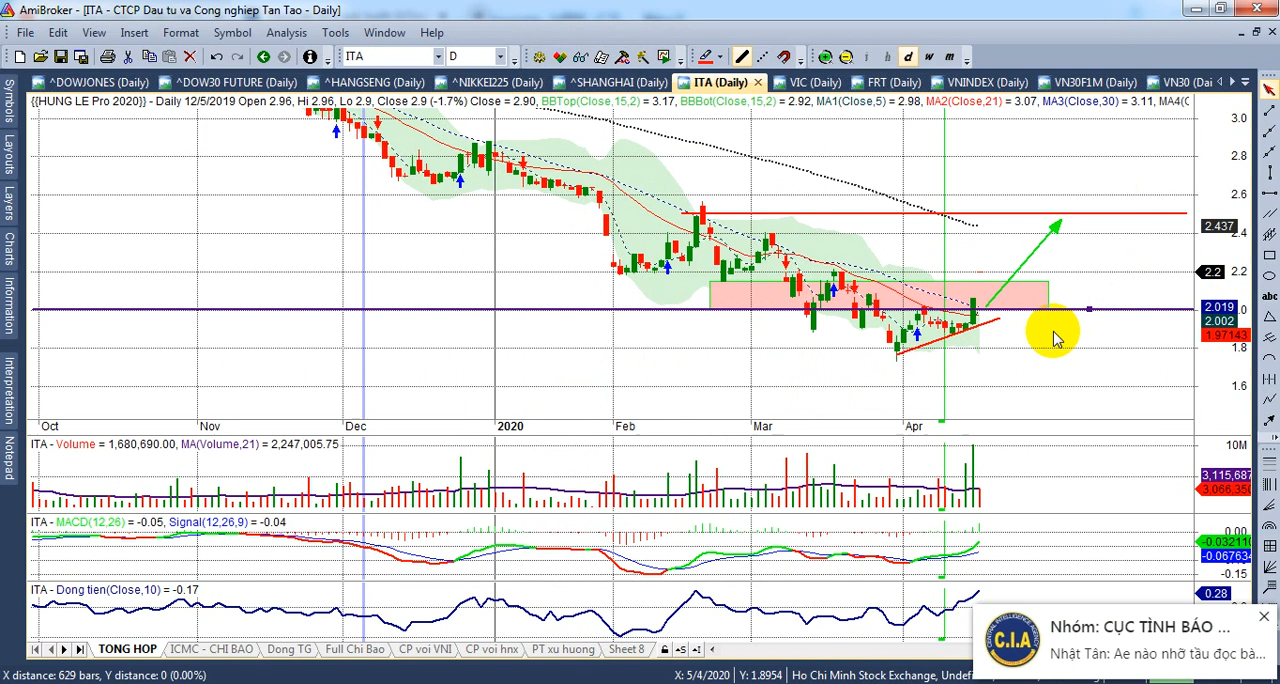 AmiBroker - [ITA - CTCP Dau tu va Cong nghiep Tan Tao - Daily]
File Edit View Insert Format Symbol Analysis Tools Window Help
ITA D i h d w m
^DOWJONES (Daily) ^DOW30 FUTURE (Daily) ^HANGSENG (Daily) ^NIKKEI225 (Daily) ^SHANGHAI (Daily) ITA (Daily) VIC (Daily) FRT (Daily) VNINDEX (Daily) VN30F1M (Daily) VN30 (Dai
{{HUNG LE Pro 2020}} - Daily 12/5/2019 Open 2.96, Hi 2.96, Lo 2.9, Close 2.9 (-1.7%) Close = 2.90, BBTop(Close,15,2) = 3.17, BBBot(Close,15,2) = 2.92, MA1(Close,5) = 2.98, MA2(Close,21) = 3.07, MA3(Close,30) = 3.11, MA4(C
Symbols
Layouts
Layers
Charts
Information
Interpretation
Notepad
abc
3.0
2.8
2.6
2.4
2.437
2.2
2.2
2.019
2.002
1.97143
1.8
1.6
Oct Nov Dec 2020 Feb Mar Apr
ITA - Volume = 1,680,690.00, MA(Volume,21) = 2,247,005.75
10M
3,115,687
3,066,350
ITA - MACD(12,26) = -0.05, Signal(12,26,9) = -0.04
0.00
-0.032110
-0.067634
-0.15
ITA - Dong tien(Close,10) = -0.17
0.28
TONG HOP ICMC - CHI BAO Dong TG Full Chi Bao CP voi VNI CP voi hnx PT xu huong Sheet 8
Nhóm: CỤC TÌNH BÁO ...
Nhật Tân: Ae nào nhỡ tầu đọc bà...
C.I.A
X distance: 629 bars, Y distance: 0 (0.00%) X: 5/4/2020 Y: 1.8954 Ho Chi Minh Stock Exchange, Undef